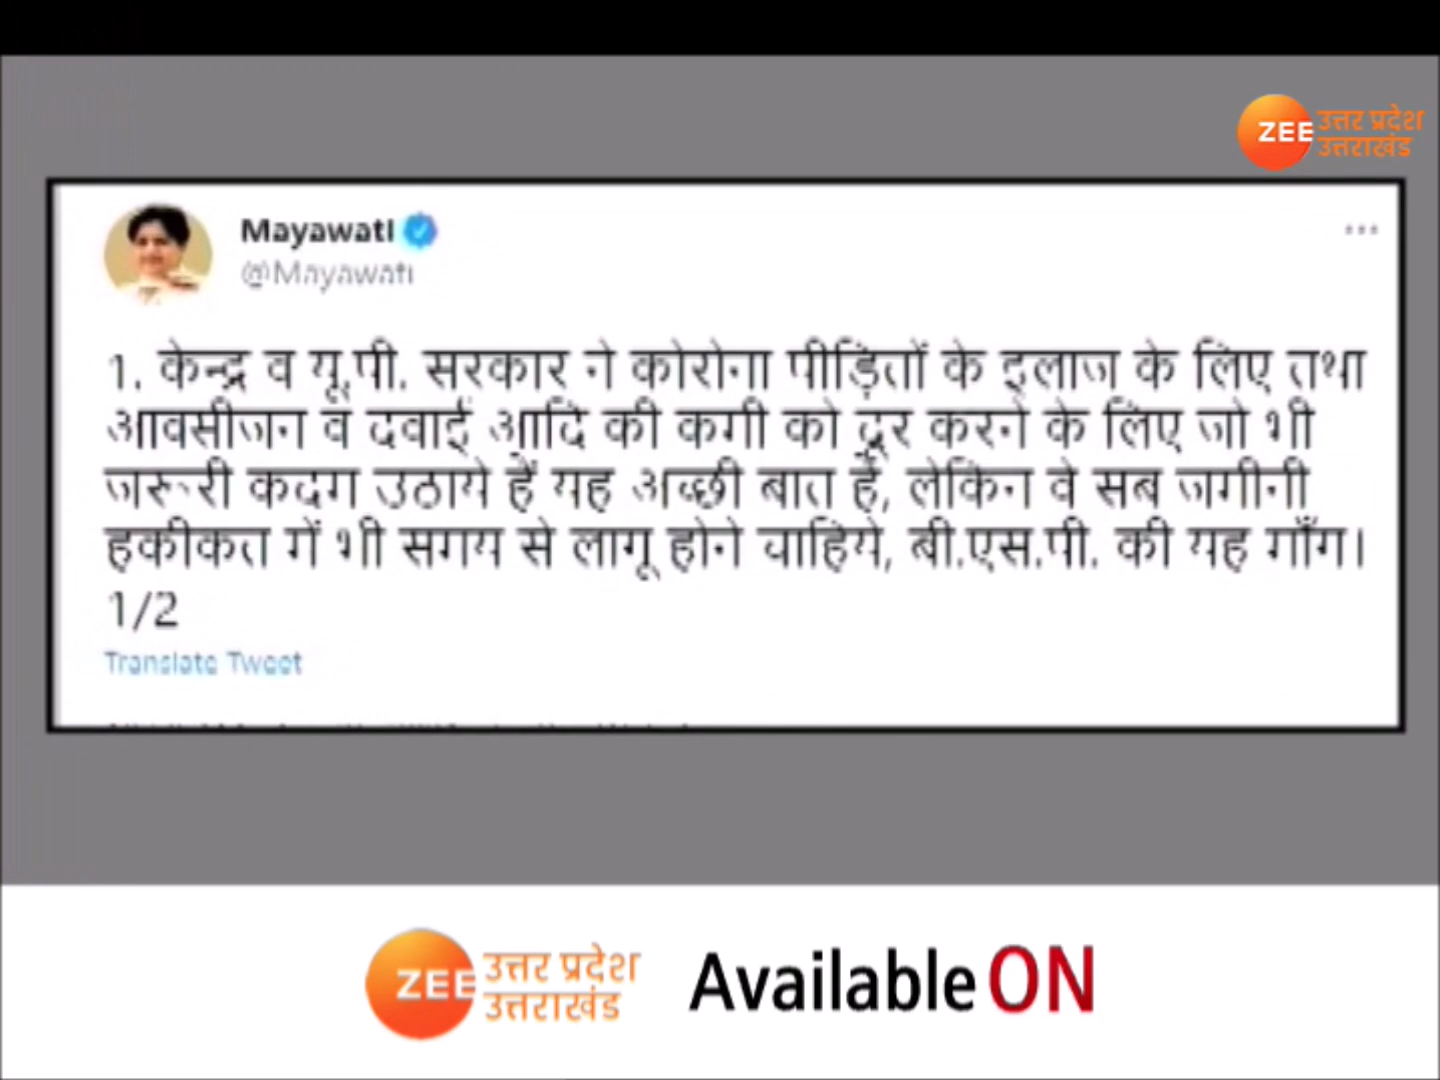 ZEE उत्तर प्रदेश
उत्तराखंड
Mayawati
@Mayawati
1. केन्द्र व यू.पी. सरकार ने कोरोना पीड़ितों के इलाज के लिए तथा
आक्सीजन व दवाई आदि की कमी को दूर करने के लिए जो भी
जरूरी कदम उठाये हैं यह अच्छी बात है, लेकिन वे सब जमीनी
हकीकत में भी समय से लागू होने चाहिये, बी.एस.पी. की यह माँग।
1/2
Translate Tweet
ZEE उत्तर प्रदेश
उत्तराखंड
Available ON